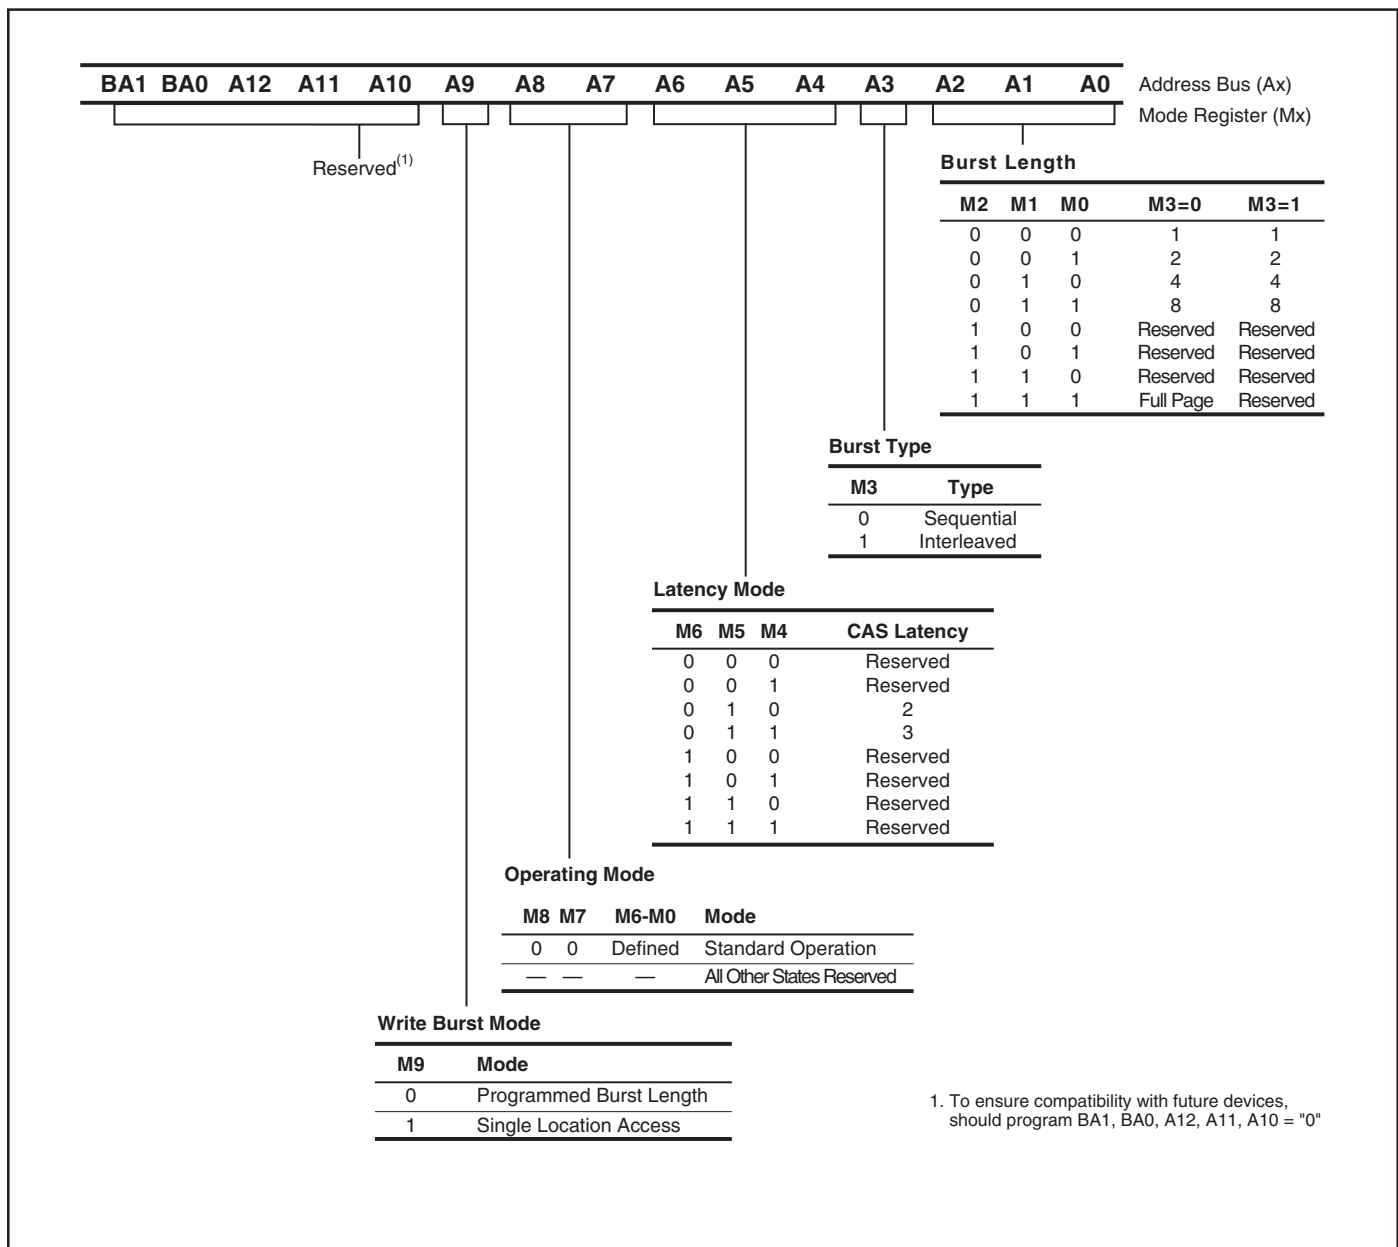 BA1 BA0 A12 A11 A10 A9 A8 A7 A6 A5 A4 A3 A2 A1 A0 Address Bus (Ax)
Mode Register (Mx)
Reserved(1)
Burst Length
M2 M1 M0 M3=0 M3=1
0 0 0 1 1
0 0 1 2 2
0 1 0 4 4
0 1 1 8 8
1 0 0 Reserved Reserved
1 0 1 Reserved Reserved
1 1 0 Reserved Reserved
1 1 1 Full Page Reserved
Burst Type
M3 Type
0 Sequential
1 Interleaved
Latency Mode
M6 M5 M4 CAS Latency
0 0 0 Reserved
0 0 1 Reserved
0 1 0 2
0 1 1 3
1 0 0 Reserved
1 0 1 Reserved
1 1 0 Reserved
1 1 1 Reserved
Operating Mode
M8 M7 M6-M0 Mode
0 0 Defined Standard Operation
— — — All Other States Reserved
Write Burst Mode
M9 Mode
0 Programmed Burst Length
1 Single Location Access
1. To ensure compatibility with future devices,
should program BA1, BA0, A12, A11, A10 = "0"